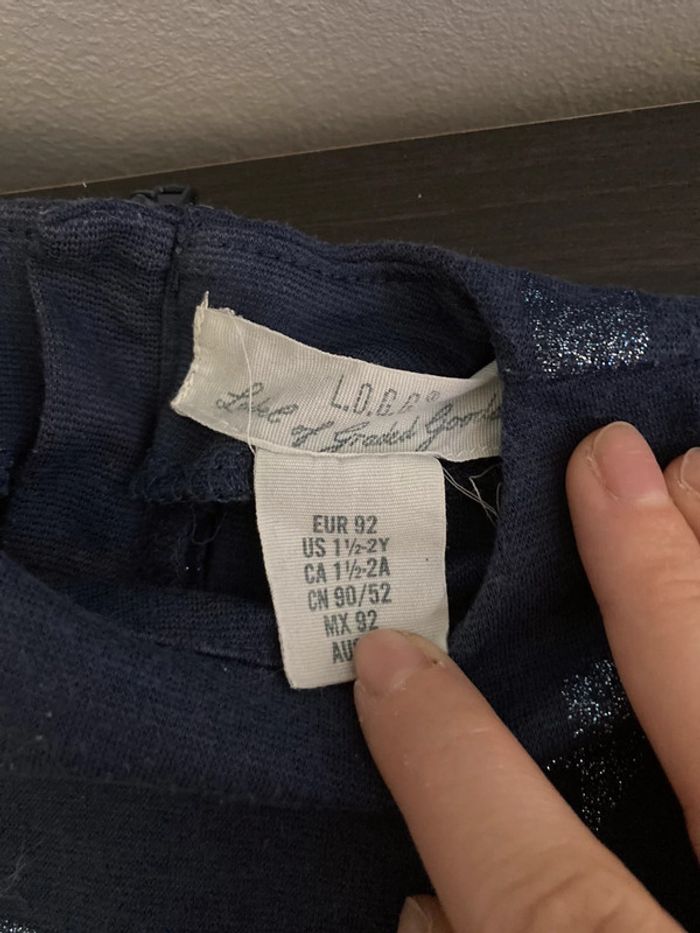 L.O.G.G.
Label of Graded Goods
EUR 92
US 1½-2Y
CA 1½-2A
CN 90/52
MX 92
AUS